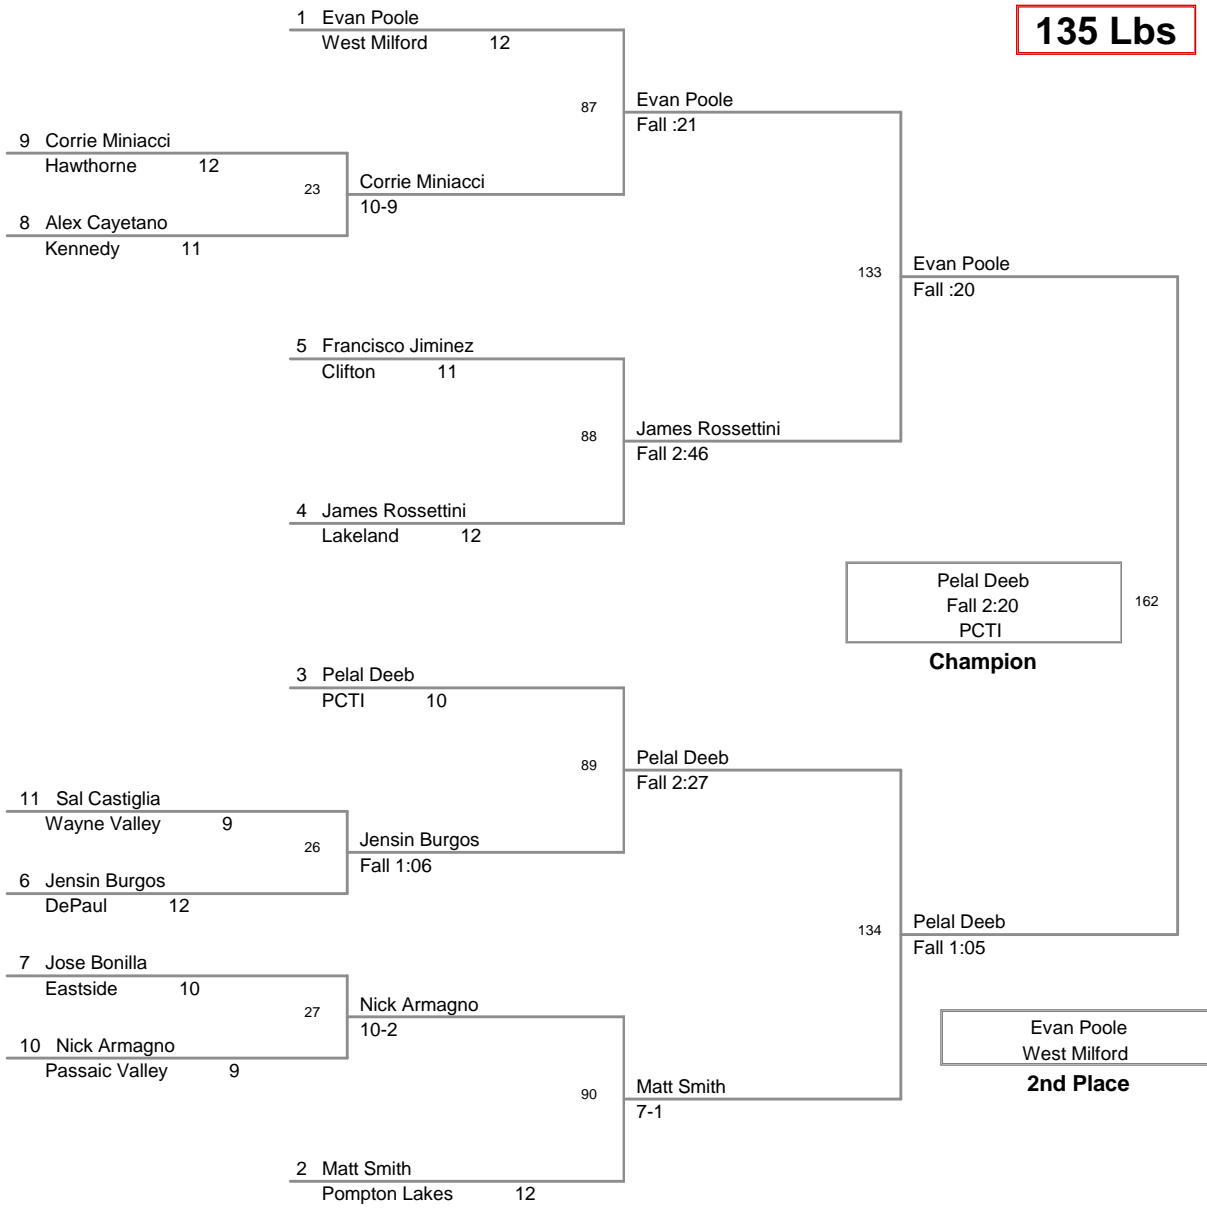 1 Evan Poole
West Milford 12
135 Lbs
87
Evan Poole
Fall :21
9 Corrie Miniacci
Hawthorne 12
23
Corrie Miniacci
10-9
8 Alex Cayetano
Kennedy 11
133
Evan Poole
Fall :20
5 Francisco Jiminez
Clifton 11
88
James Rossettini
Fall 2:46
4 James Rossettini
Lakeland 12
Pelal Deeb
Fall 2:20
PCTI
162
Champion
3 Pelal Deeb
PCTI 10
89
Pelal Deeb
Fall 2:27
11 Sal Castiglia
Wayne Valley 9
26
Jensin Burgos
Fall 1:06
6 Jensin Burgos
DePaul 12
134
Pelal Deeb
Fall 1:05
7 Jose Bonilla
Eastside 10
27
Nick Armagno
10-2
10 Nick Armagno
Passaic Valley 9
Evan Poole
West Milford
2nd Place
90
Matt Smith
7-1
2 Matt Smith
Pompton Lakes 12